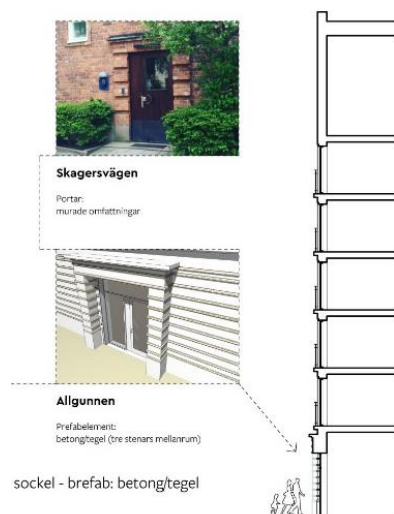 Skagersvägen
Portar:
murade omfattningar
Allgunnen
Prefabelement:
betong/tegel (tre stenars mellanrum)
sockel - brefab: betong/tegel